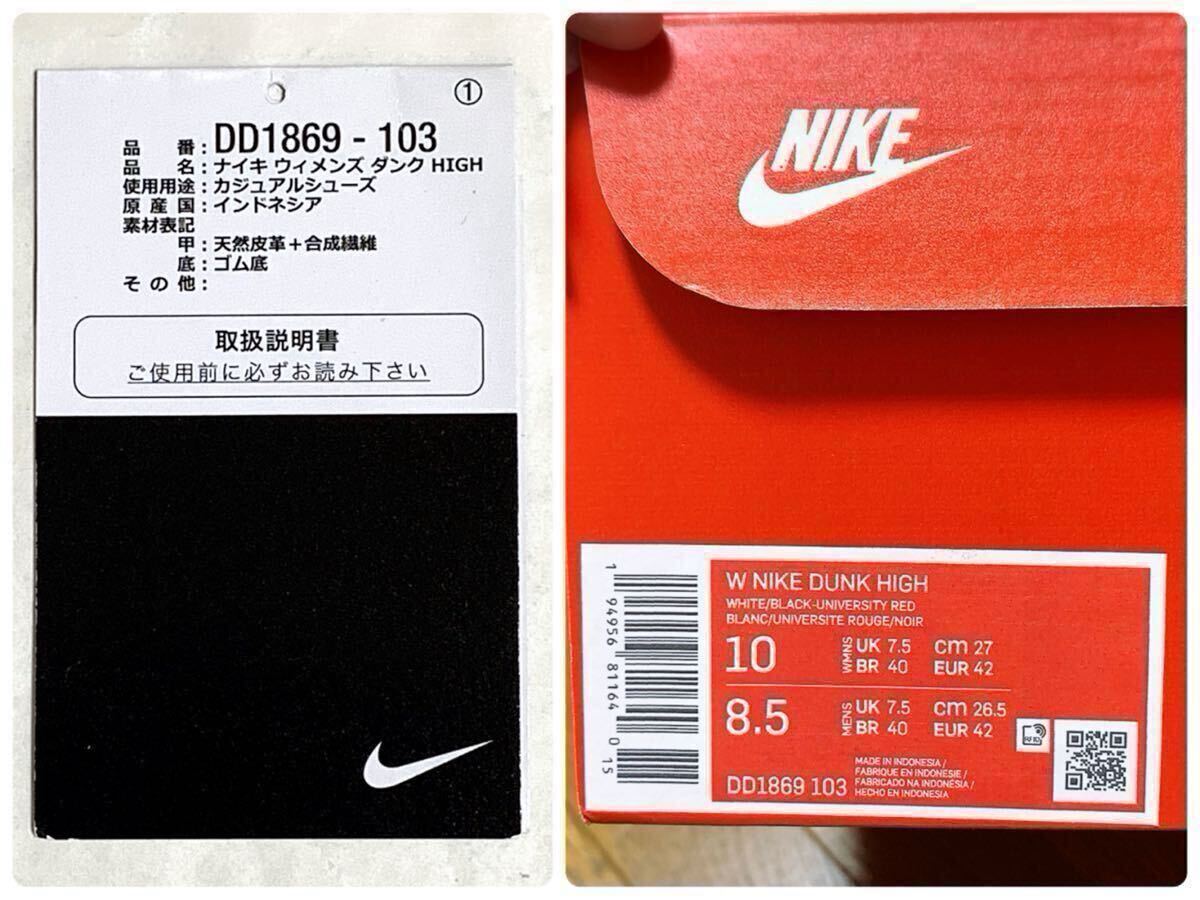 ①
品 番：DD1869 - 103
品 名：ナイキ ウィメンズ ダンク HIGH
使用用途：カジュアルシューズ
原 産 国：インドネシア
素材表記
甲：天然皮革＋合成繊維
底：ゴム底
そ の 他：
取扱説明書
ご使用前に必ずお読み下さい
NIKE
1 94956 81164 0 15
W NIKE DUNK HIGH
WHITE/BLACK-UNIVERSITY RED
BLANC/UNIVERSITE ROUGE/NOIR
10 WMNS UK 7.5 cm 27
BR 40 EUR 42
8.5 MENS UK 7.5 cm 26.5
BR 40 EUR 42
RFID
DD1869 103
MADE IN INDONESIA /
FABRIQUE EN INDONESIE /
FABRICADO NA INDONESIA /
HECHO EN INDONESIA